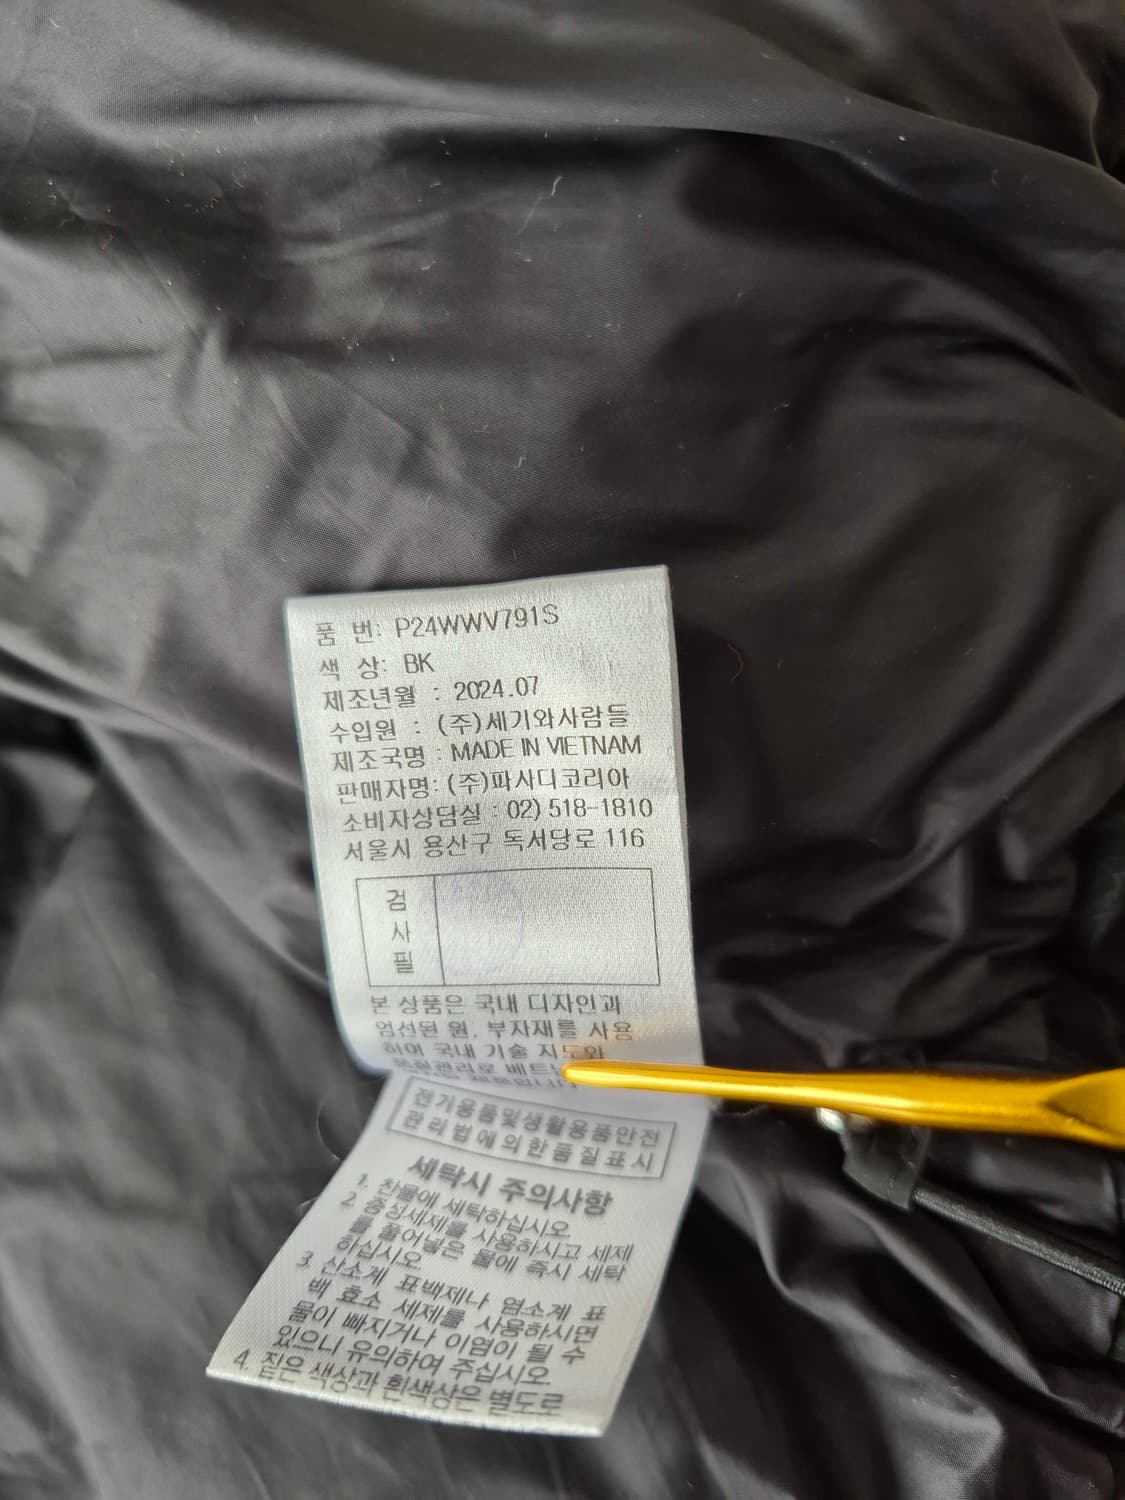 품 번: P24WWV791S
색 상: BK
제조년월 : 2024.07
수입원 : (주)세기와사람들
제조국명 : MADE IN VIETNAM
판매자명: (주)파사디코리아
소비자상담실 : 02) 518-1810
서울시 용산구 독서당로 116
검
사
필
본 상품은 국내 디자인과
엄선된 원, 부자재를 사용
하여 국내 기술 지도와
전기용품및생활용품안전
관리법에의한품질표시
세탁시 주의사항
1. 찬물에 세탁하십시오
2. 중성세제를 사용하시고 세제
를 풀어넣은 물에 즉시 세탁
하십시오
3. 산소계 표백제나 염소계 표
백 효소 세제를 사용하시면
물이 빠지거나 이염이 될 수
있으니 유의하여 주십시오
4. 짙은 색상과 흰색상은 별도로